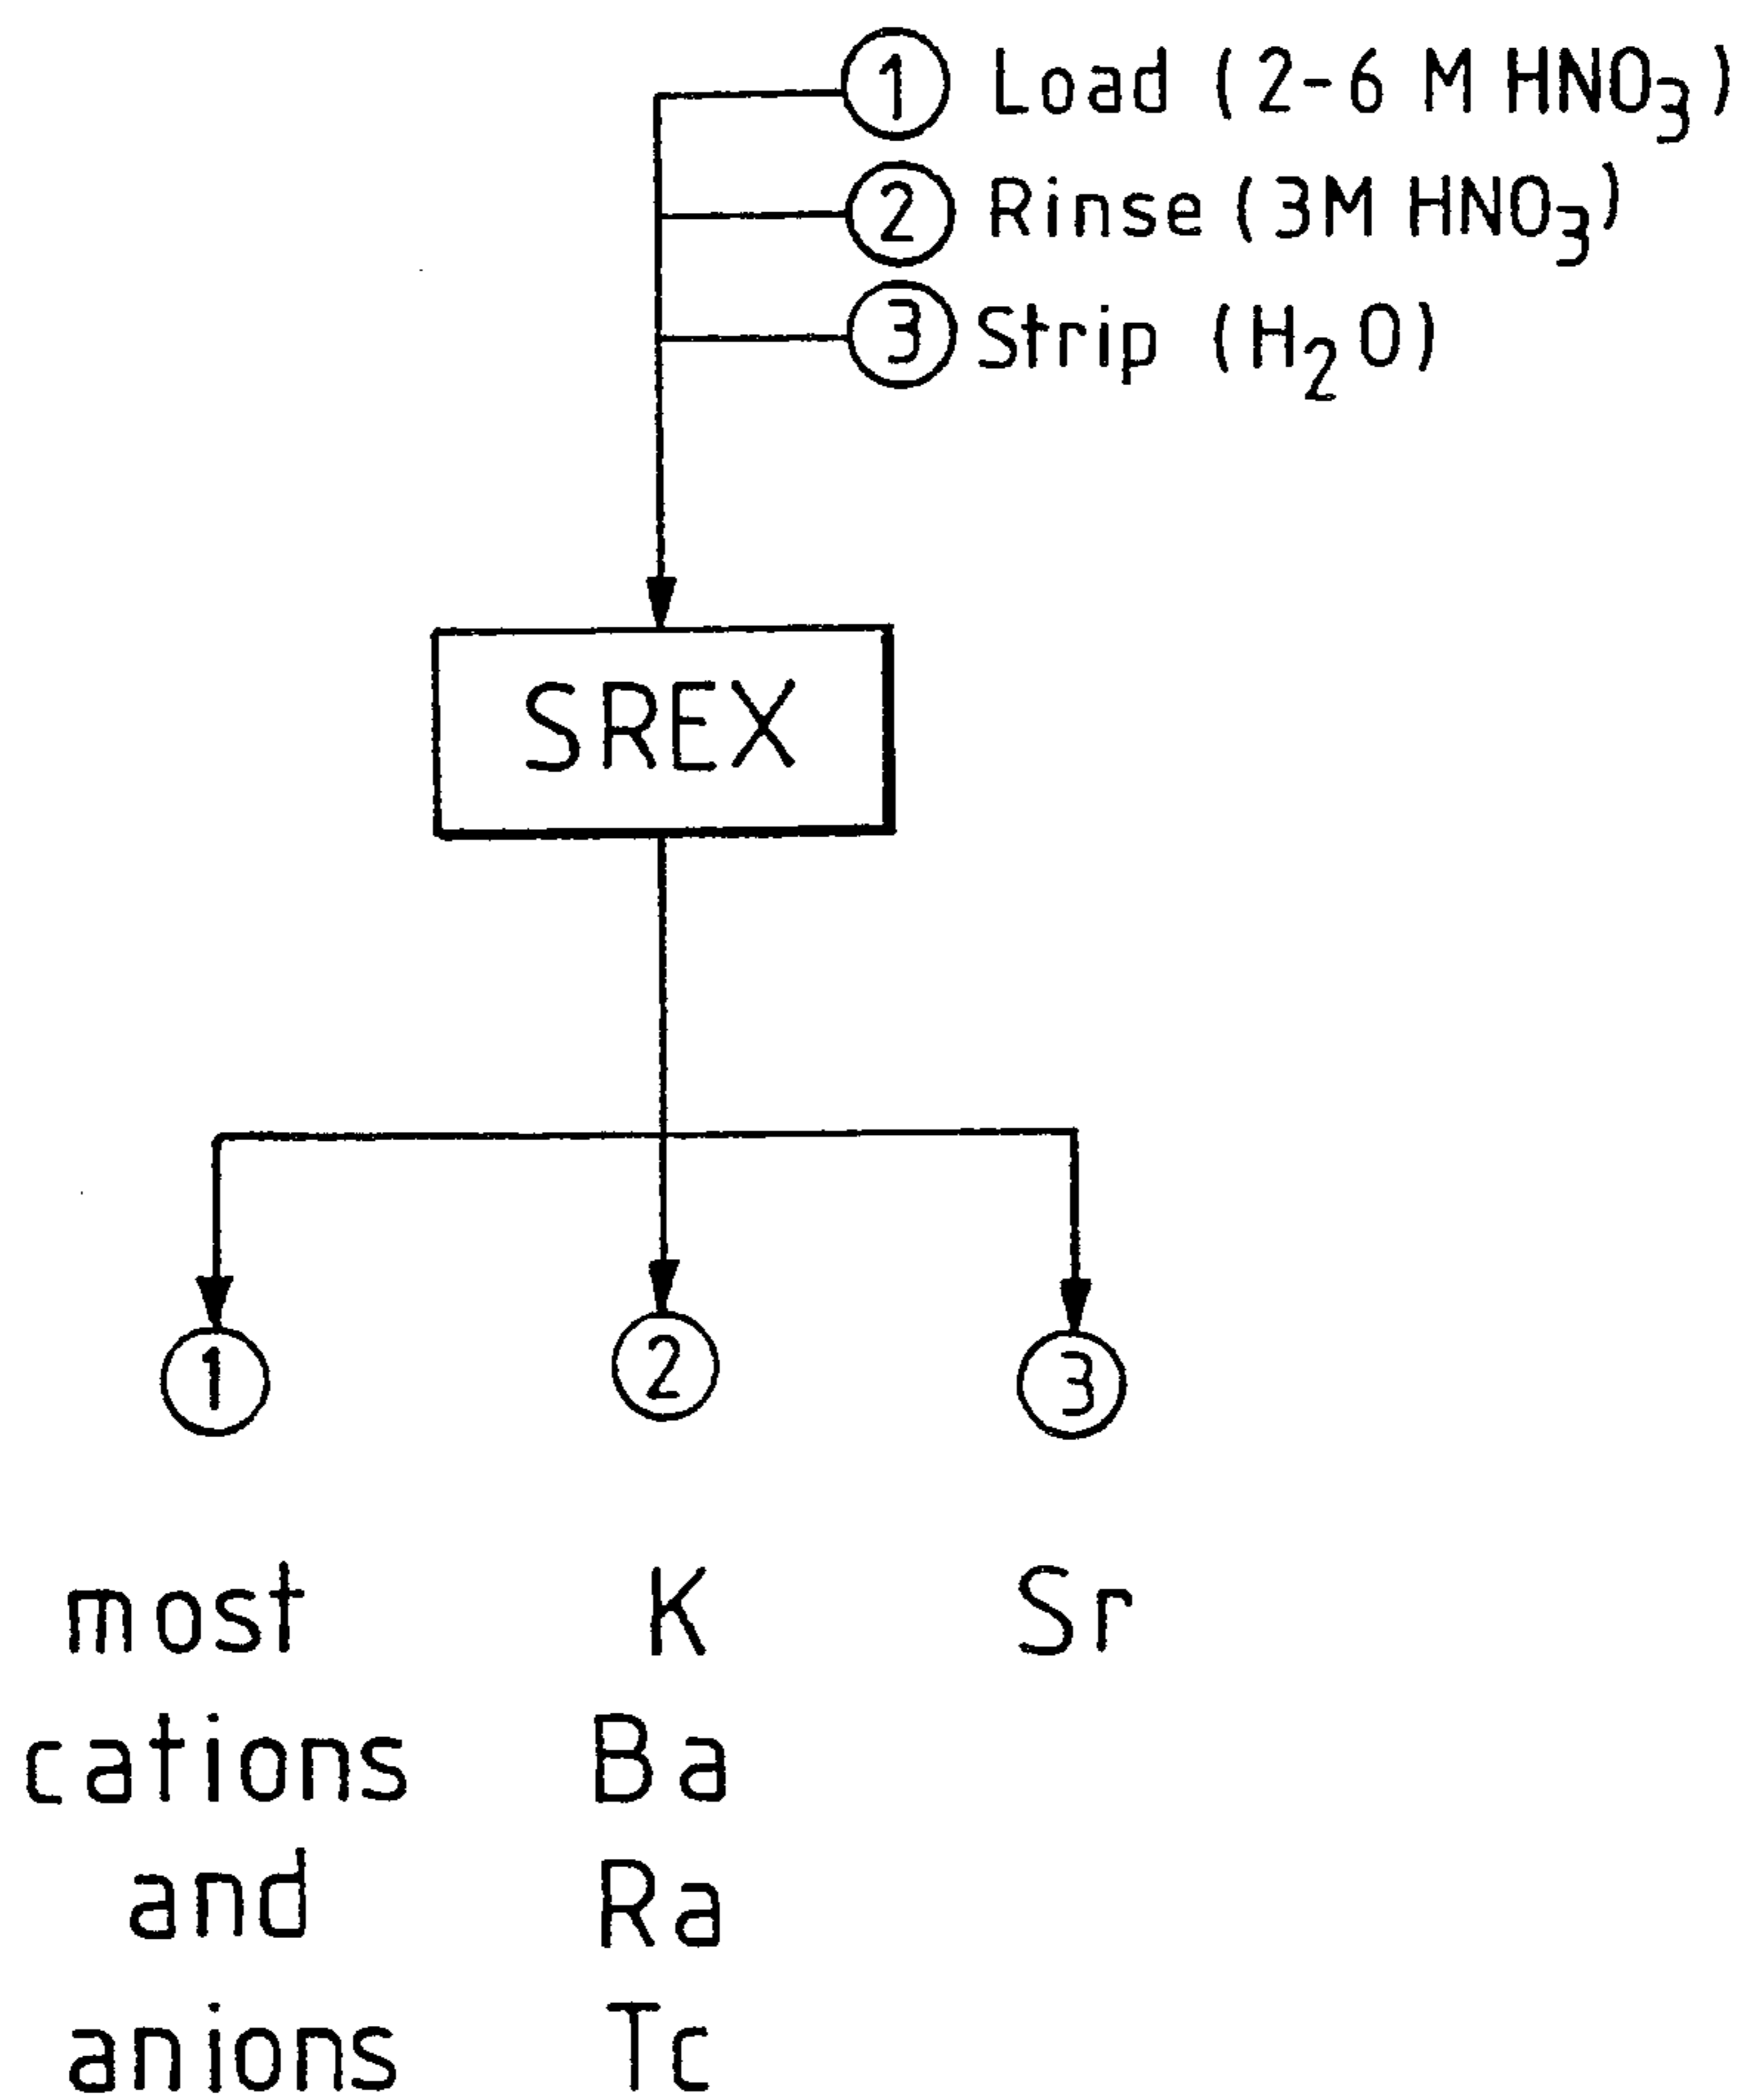 ① Load (2-6 M HNO₃)
② Rinse (3M HNO₃)
③ Strip (H₂O)
SREX
① ② ③
most K Sr
cations Ba
and Ra
anions Tc